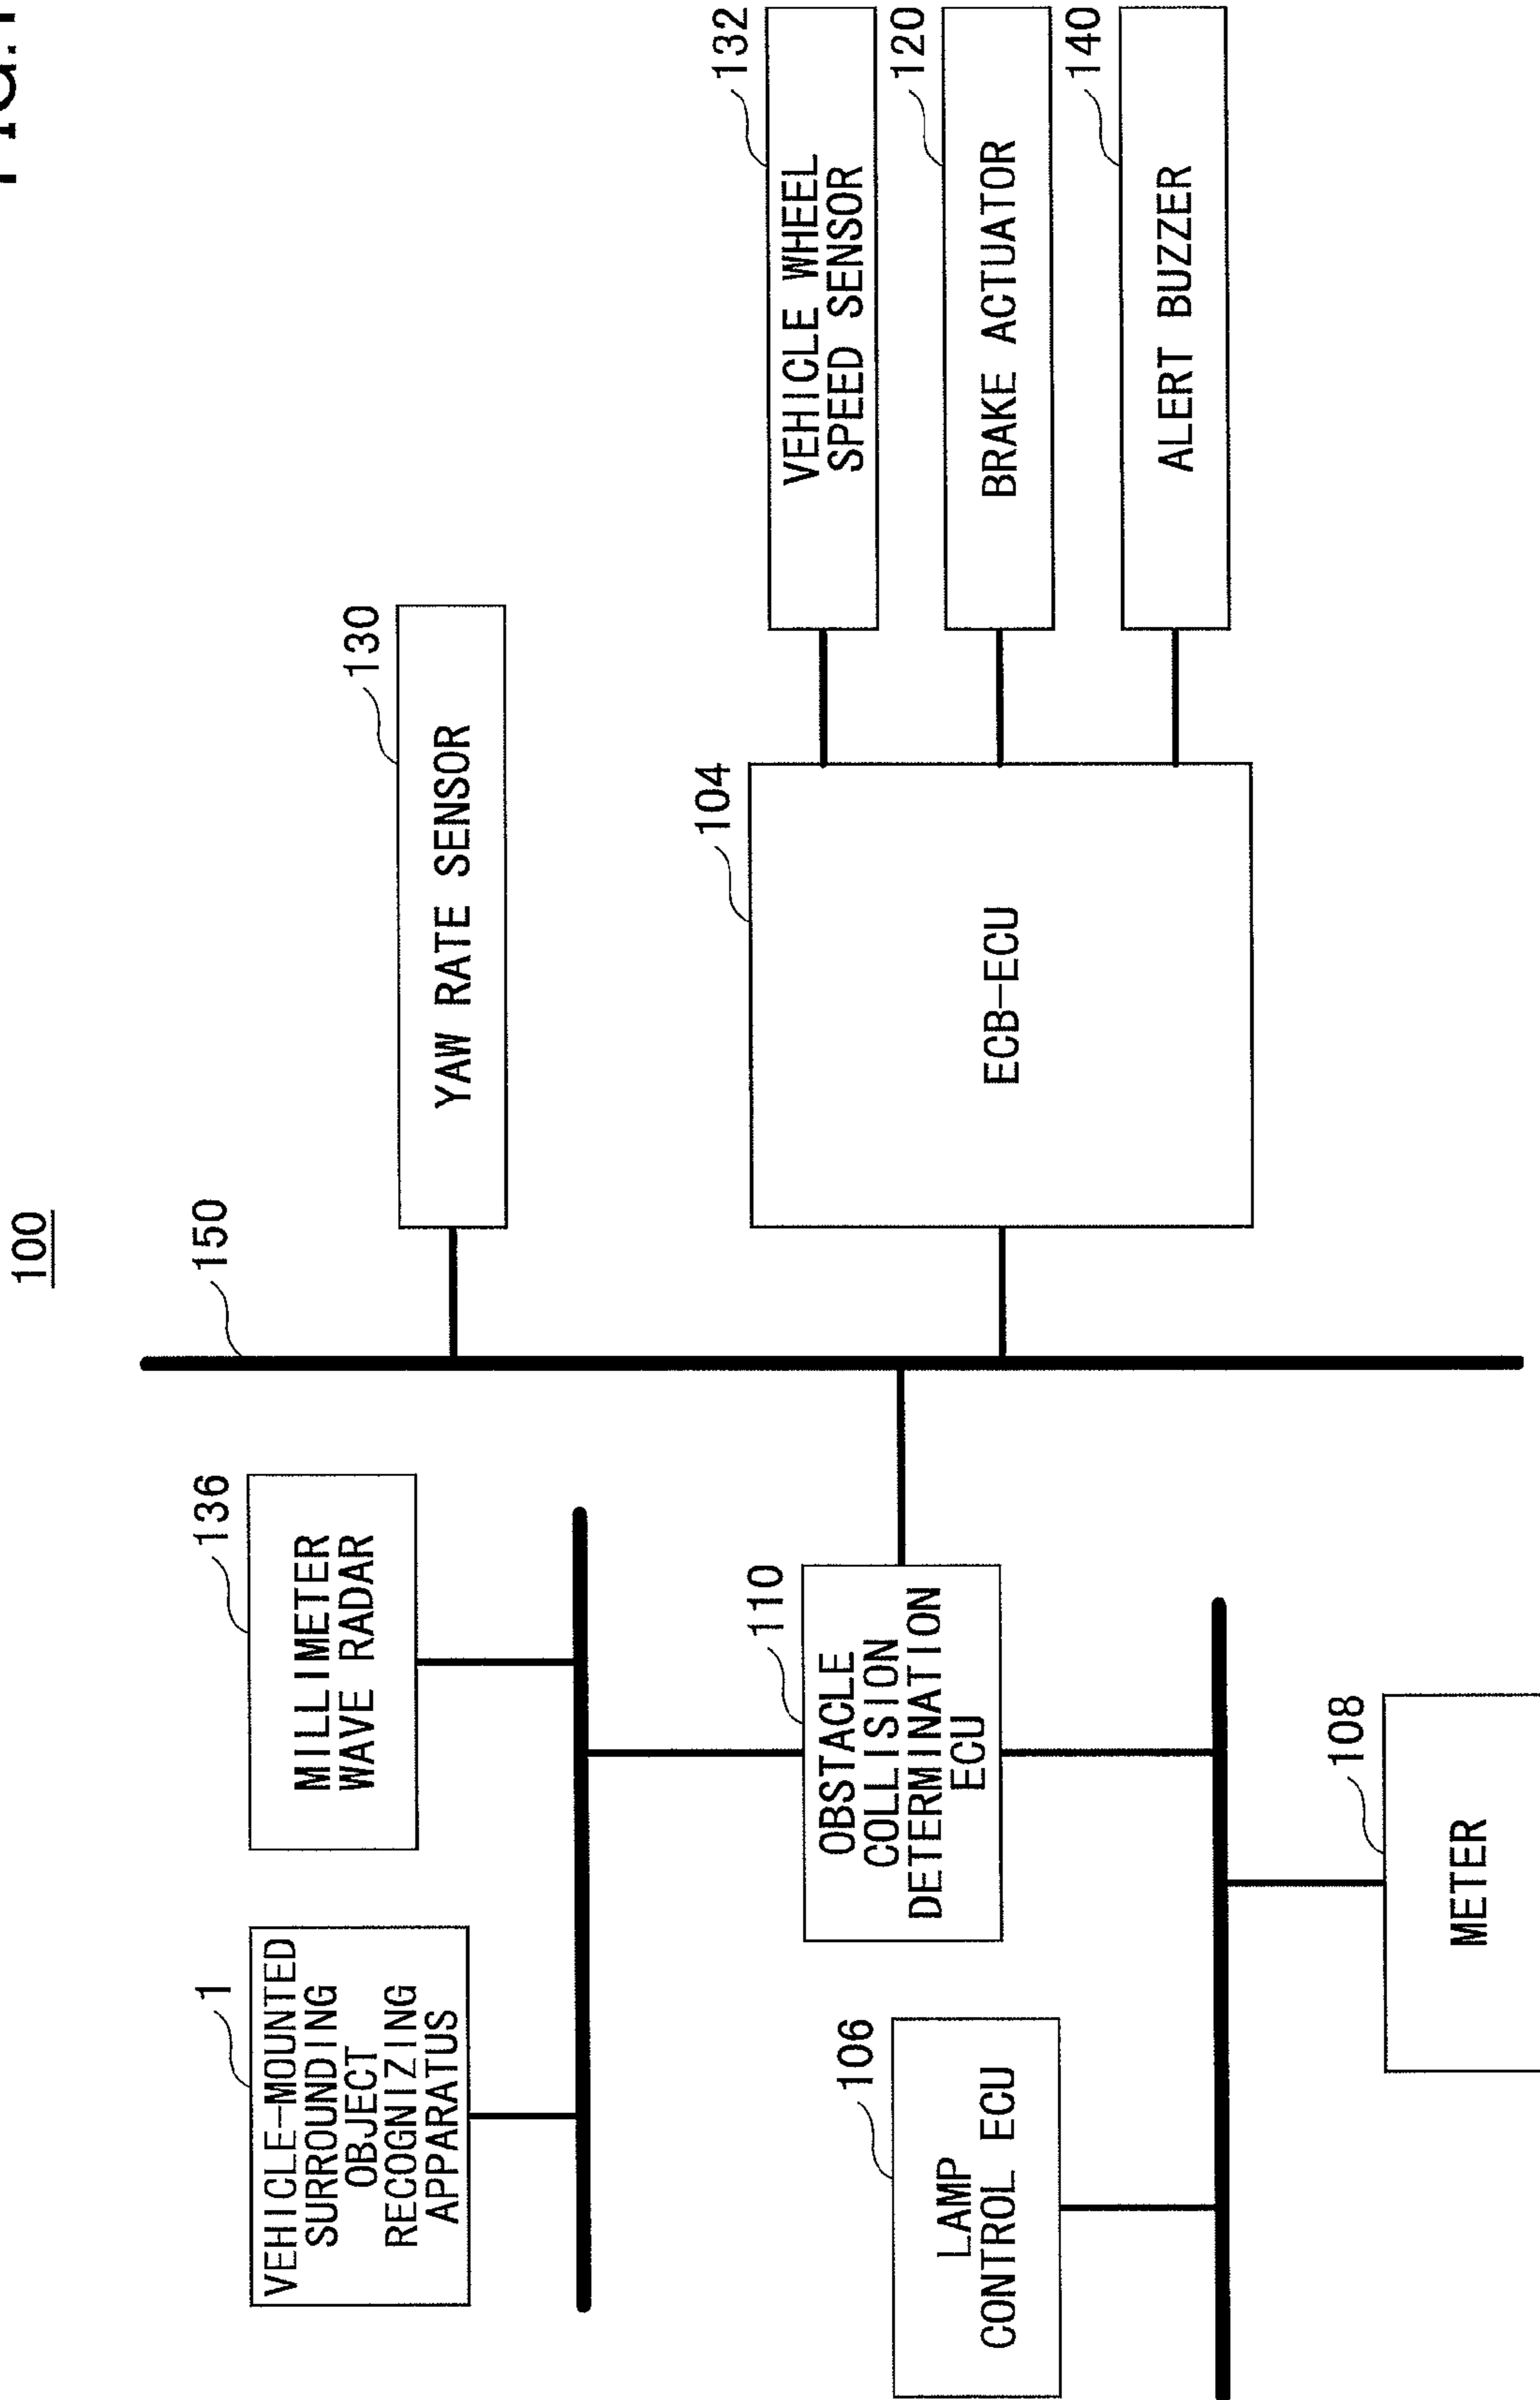 100
136
MILLIMETER
WAVE RADAR
1
VEHICLE-MOUNTED
SURROUNDING
OBJECT
RECOGNIZING
APPARATUS
150
130
YAW RATE SENSOR
110
OBSTACLE
COLLISION
DETERMINATION
ECU
104
ECB-ECU
132
VEHICLE WHEEL
SPEED SENSOR
120
BRAKE ACTUATOR
140
ALERT BUZZER
106
LAMP
CONTROL ECU
108
METER